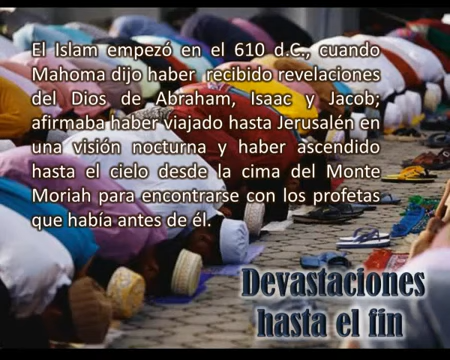 El Islam empezó en el 610 d.C., cuando
Mahoma dijo haber recibido revelaciones
del Dios de Abraham, Isaac y Jacob;
afirmaba haber viajado hasta Jerusalén en
una visión nocturna y haber ascendido
hasta el cielo desde la cima del Monte
Moriah para encontrarse con los profetas
que había antes de él.
Devastaciones
hasta el fin